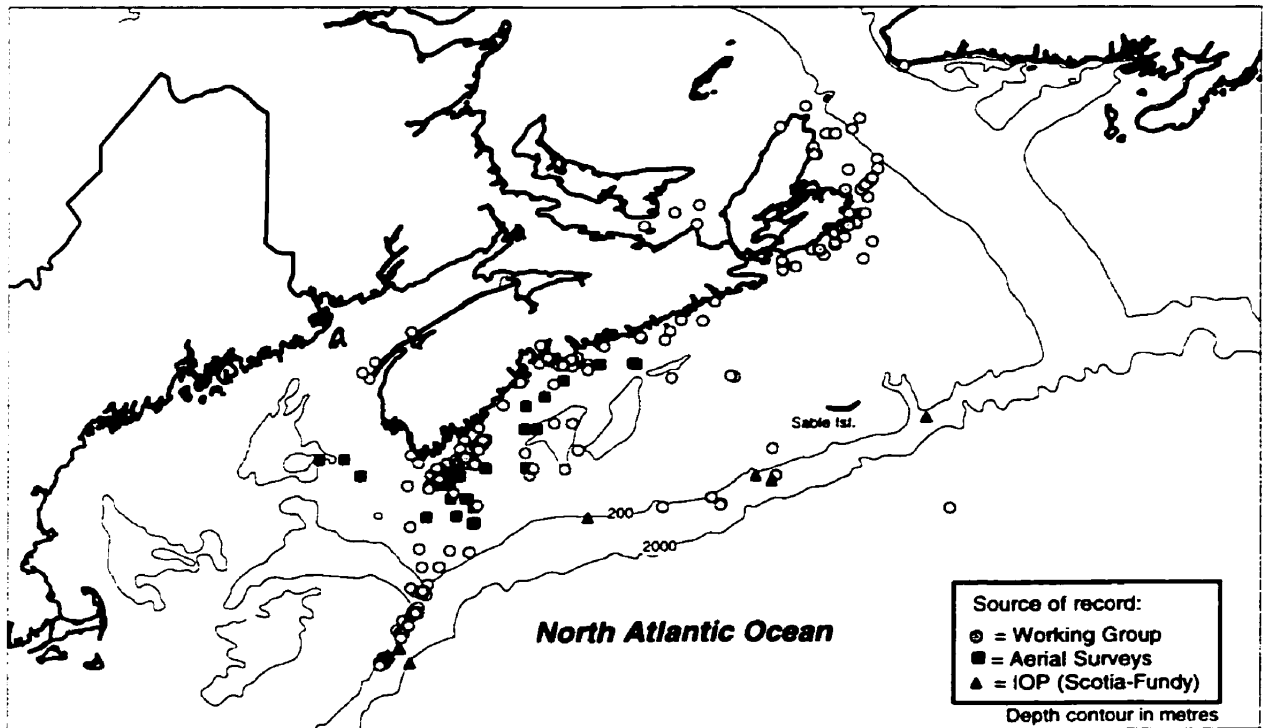 Sable Isl.
200
2000
North Atlantic Ocean
Source of record:
= Working Group
= Aerial Surveys
= IOP (Scotia-Fundy)
Depth contour in metres